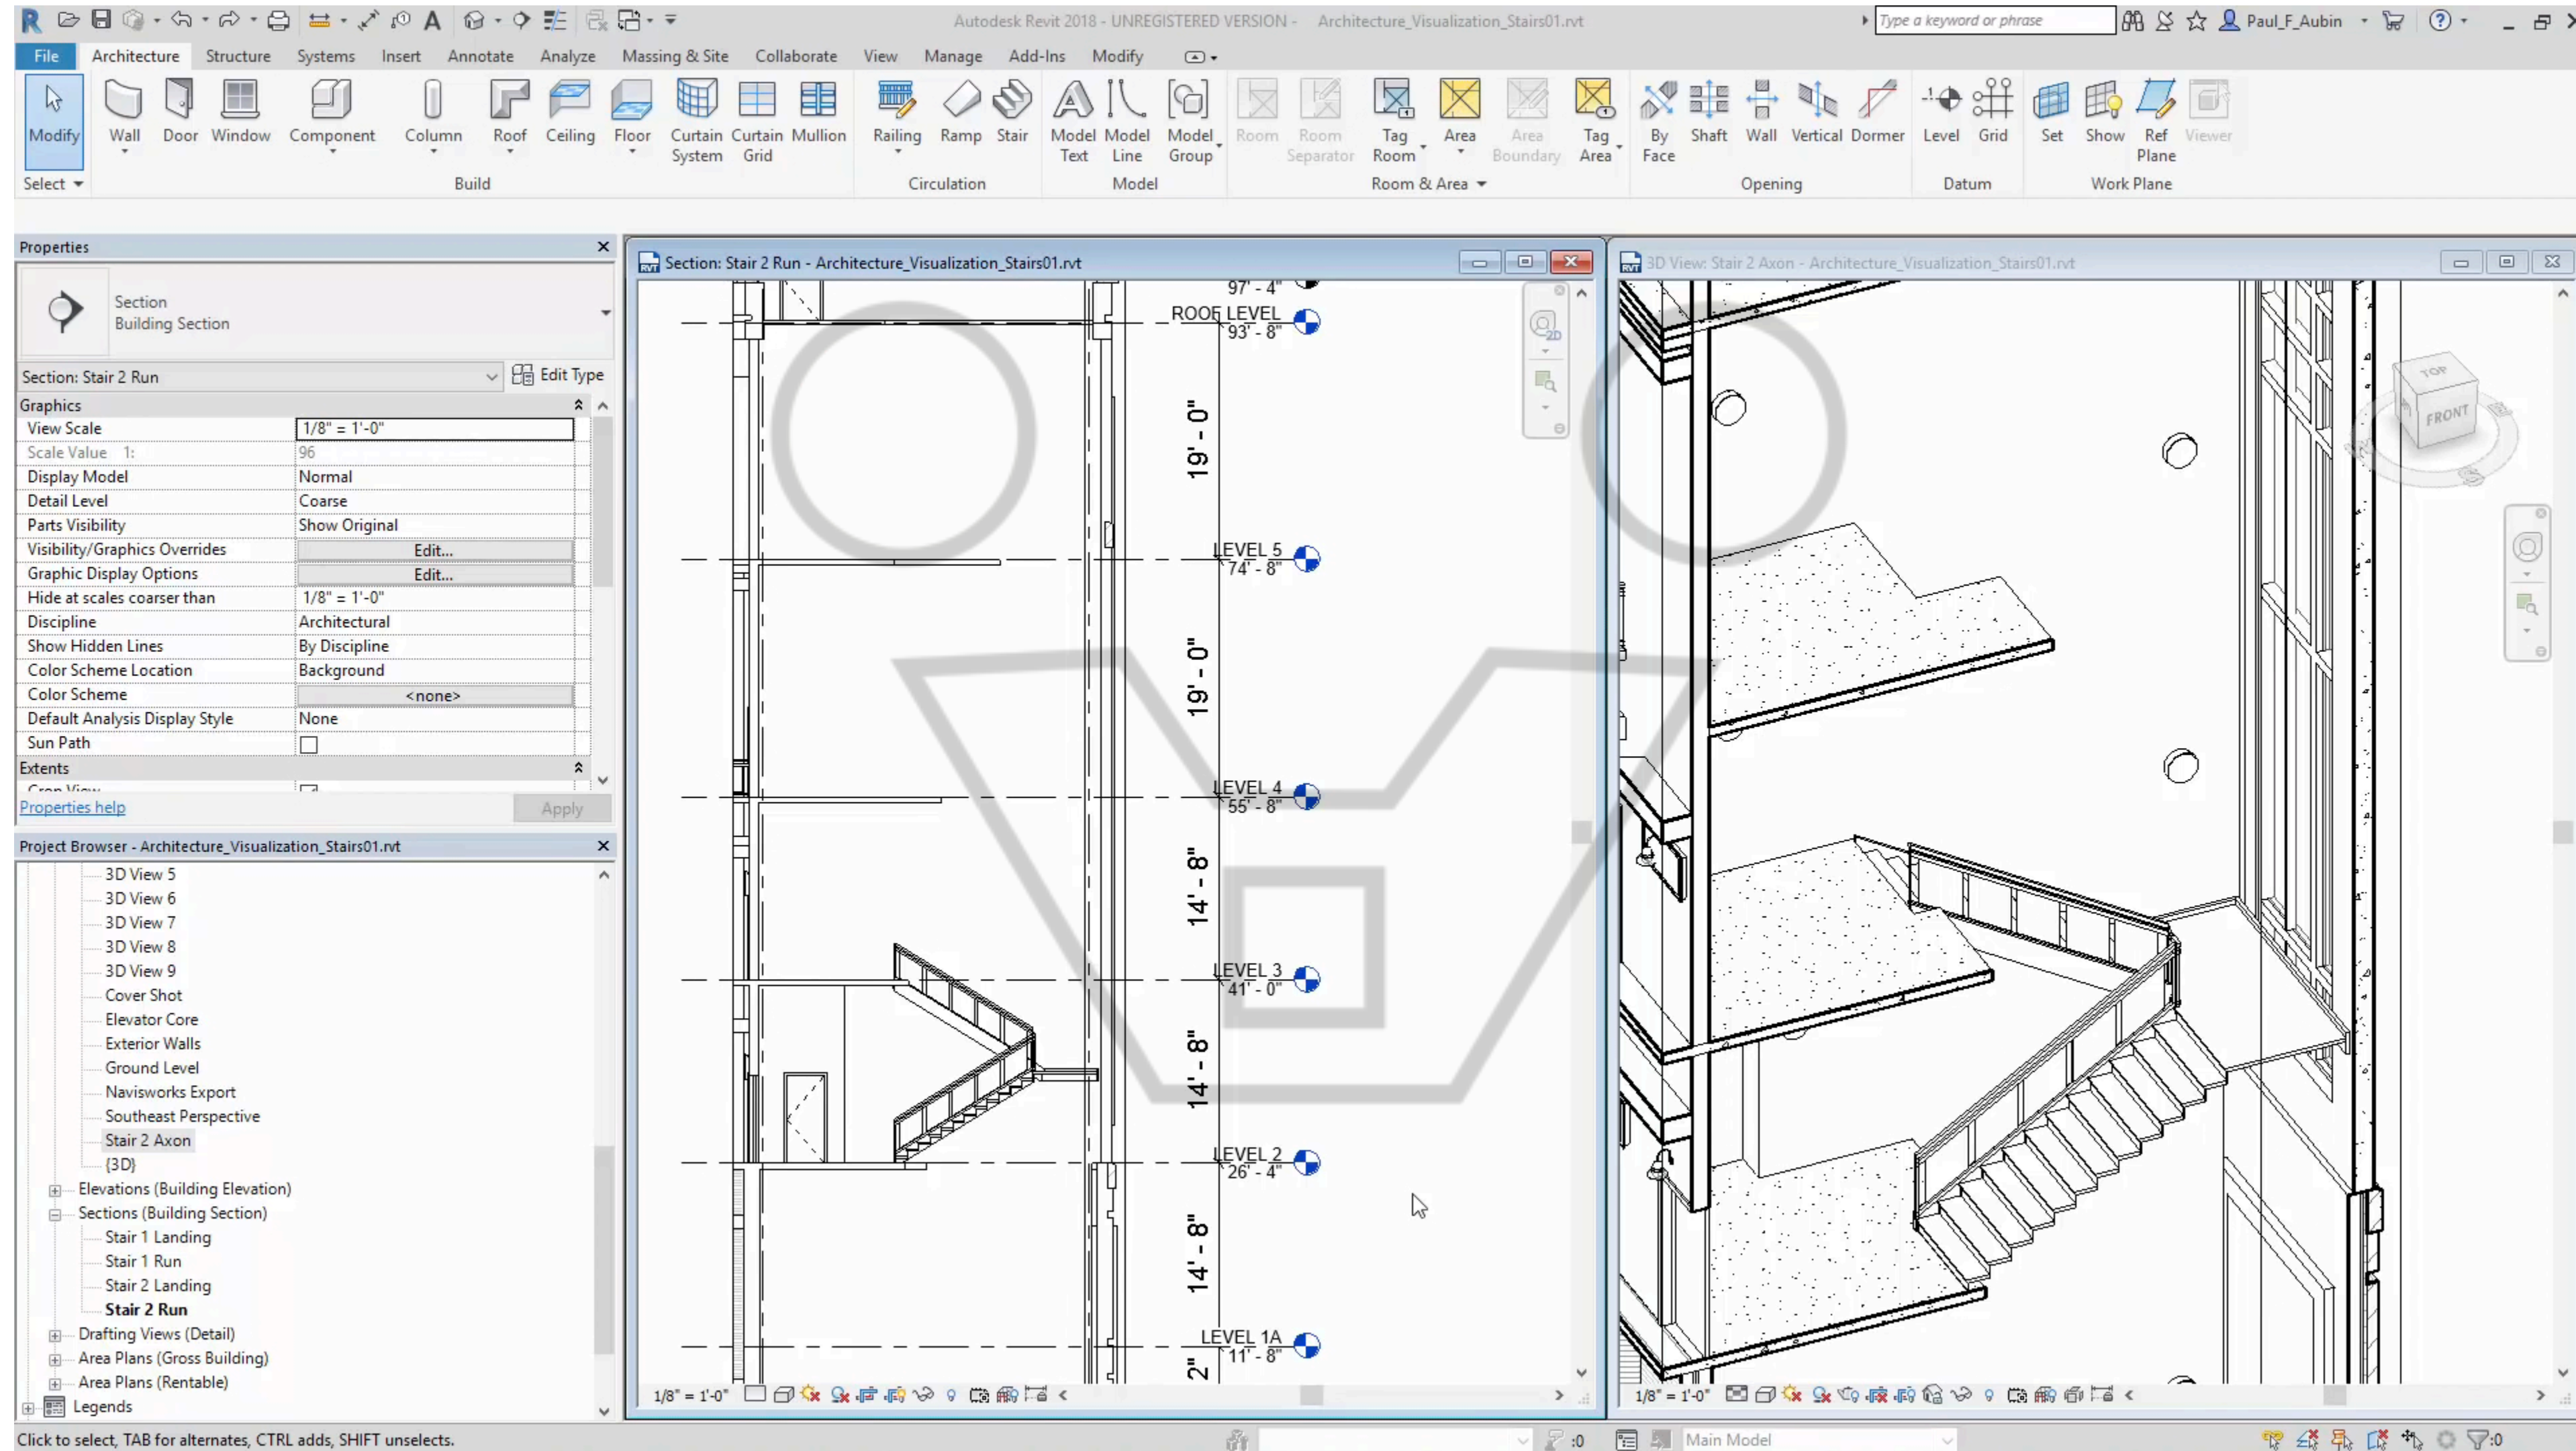 Autodesk Revit 2018 - UNREGISTERED VERSION - Architecture_Visualization_Stairs01.rvt
Type a keyword or phrase
Paul_F_Aubin
File Architecture Structure Systems Insert Annotate Analyze Massing & Site Collaborate View Manage Add-Ins Modify
Modify
Wall
Door
Window
Component
Column
Roof
Ceiling
Floor
Curtain System
Curtain Grid
Mullion
Railing
Ramp
Stair
Model Text
Model Line
Model Group
Room
Room Separator
Tag Room
Area
Area Boundary
Tag Area
By Face
Shaft
Wall
Vertical
Dormer
Level
Grid
Set
Show
Ref Plane
Viewer
Select
Build
Circulation
Model
Room & Area
Opening
Datum
Work Plane
Properties
Section
Building Section
Section: Stair 2 Run
Edit Type
Graphics
View Scale 1/8" = 1'-0"
Scale Value 1: 96
Display Model Normal
Detail Level Coarse
Parts Visibility Show Original
Visibility/Graphics Overrides Edit...
Graphic Display Options Edit...
Hide at scales coarser than 1/8" = 1'-0"
Discipline Architectural
Show Hidden Lines By Discipline
Color Scheme Location Background
Color Scheme <none>
Default Analysis Display Style None
Sun Path
Extents
Crop View
Properties help
Apply
Project Browser - Architecture_Visualization_Stairs01.rvt
3D View 5
3D View 6
3D View 7
3D View 8
3D View 9
Cover Shot
Elevator Core
Exterior Walls
Ground Level
Navisworks Export
Southeast Perspective
Stair 2 Axon
{3D}
Elevations (Building Elevation)
Sections (Building Section)
Stair 1 Landing
Stair 1 Run
Stair 2 Landing
Stair 2 Run
Drafting Views (Detail)
Area Plans (Gross Building)
Area Plans (Rentable)
Legends
Section: Stair 2 Run - Architecture_Visualization_Stairs01.rvt
97' - 4"
ROOF LEVEL
93' - 8"
19' - 0"
LEVEL 5
74' - 8"
19' - 0"
LEVEL 4
55' - 8"
14' - 8"
LEVEL 3
41' - 0"
14' - 8"
LEVEL 2
26' - 4"
14' - 8"
LEVEL 1A
11' - 8"
2"
2D
1/8" = 1'-0"
3D View: Stair 2 Axon - Architecture_Visualization_Stairs01.rvt
TOP
FRONT
1/8" = 1'-0"
Click to select, TAB for alternates, CTRL adds, SHIFT unselects.
:0
Main Model
:0